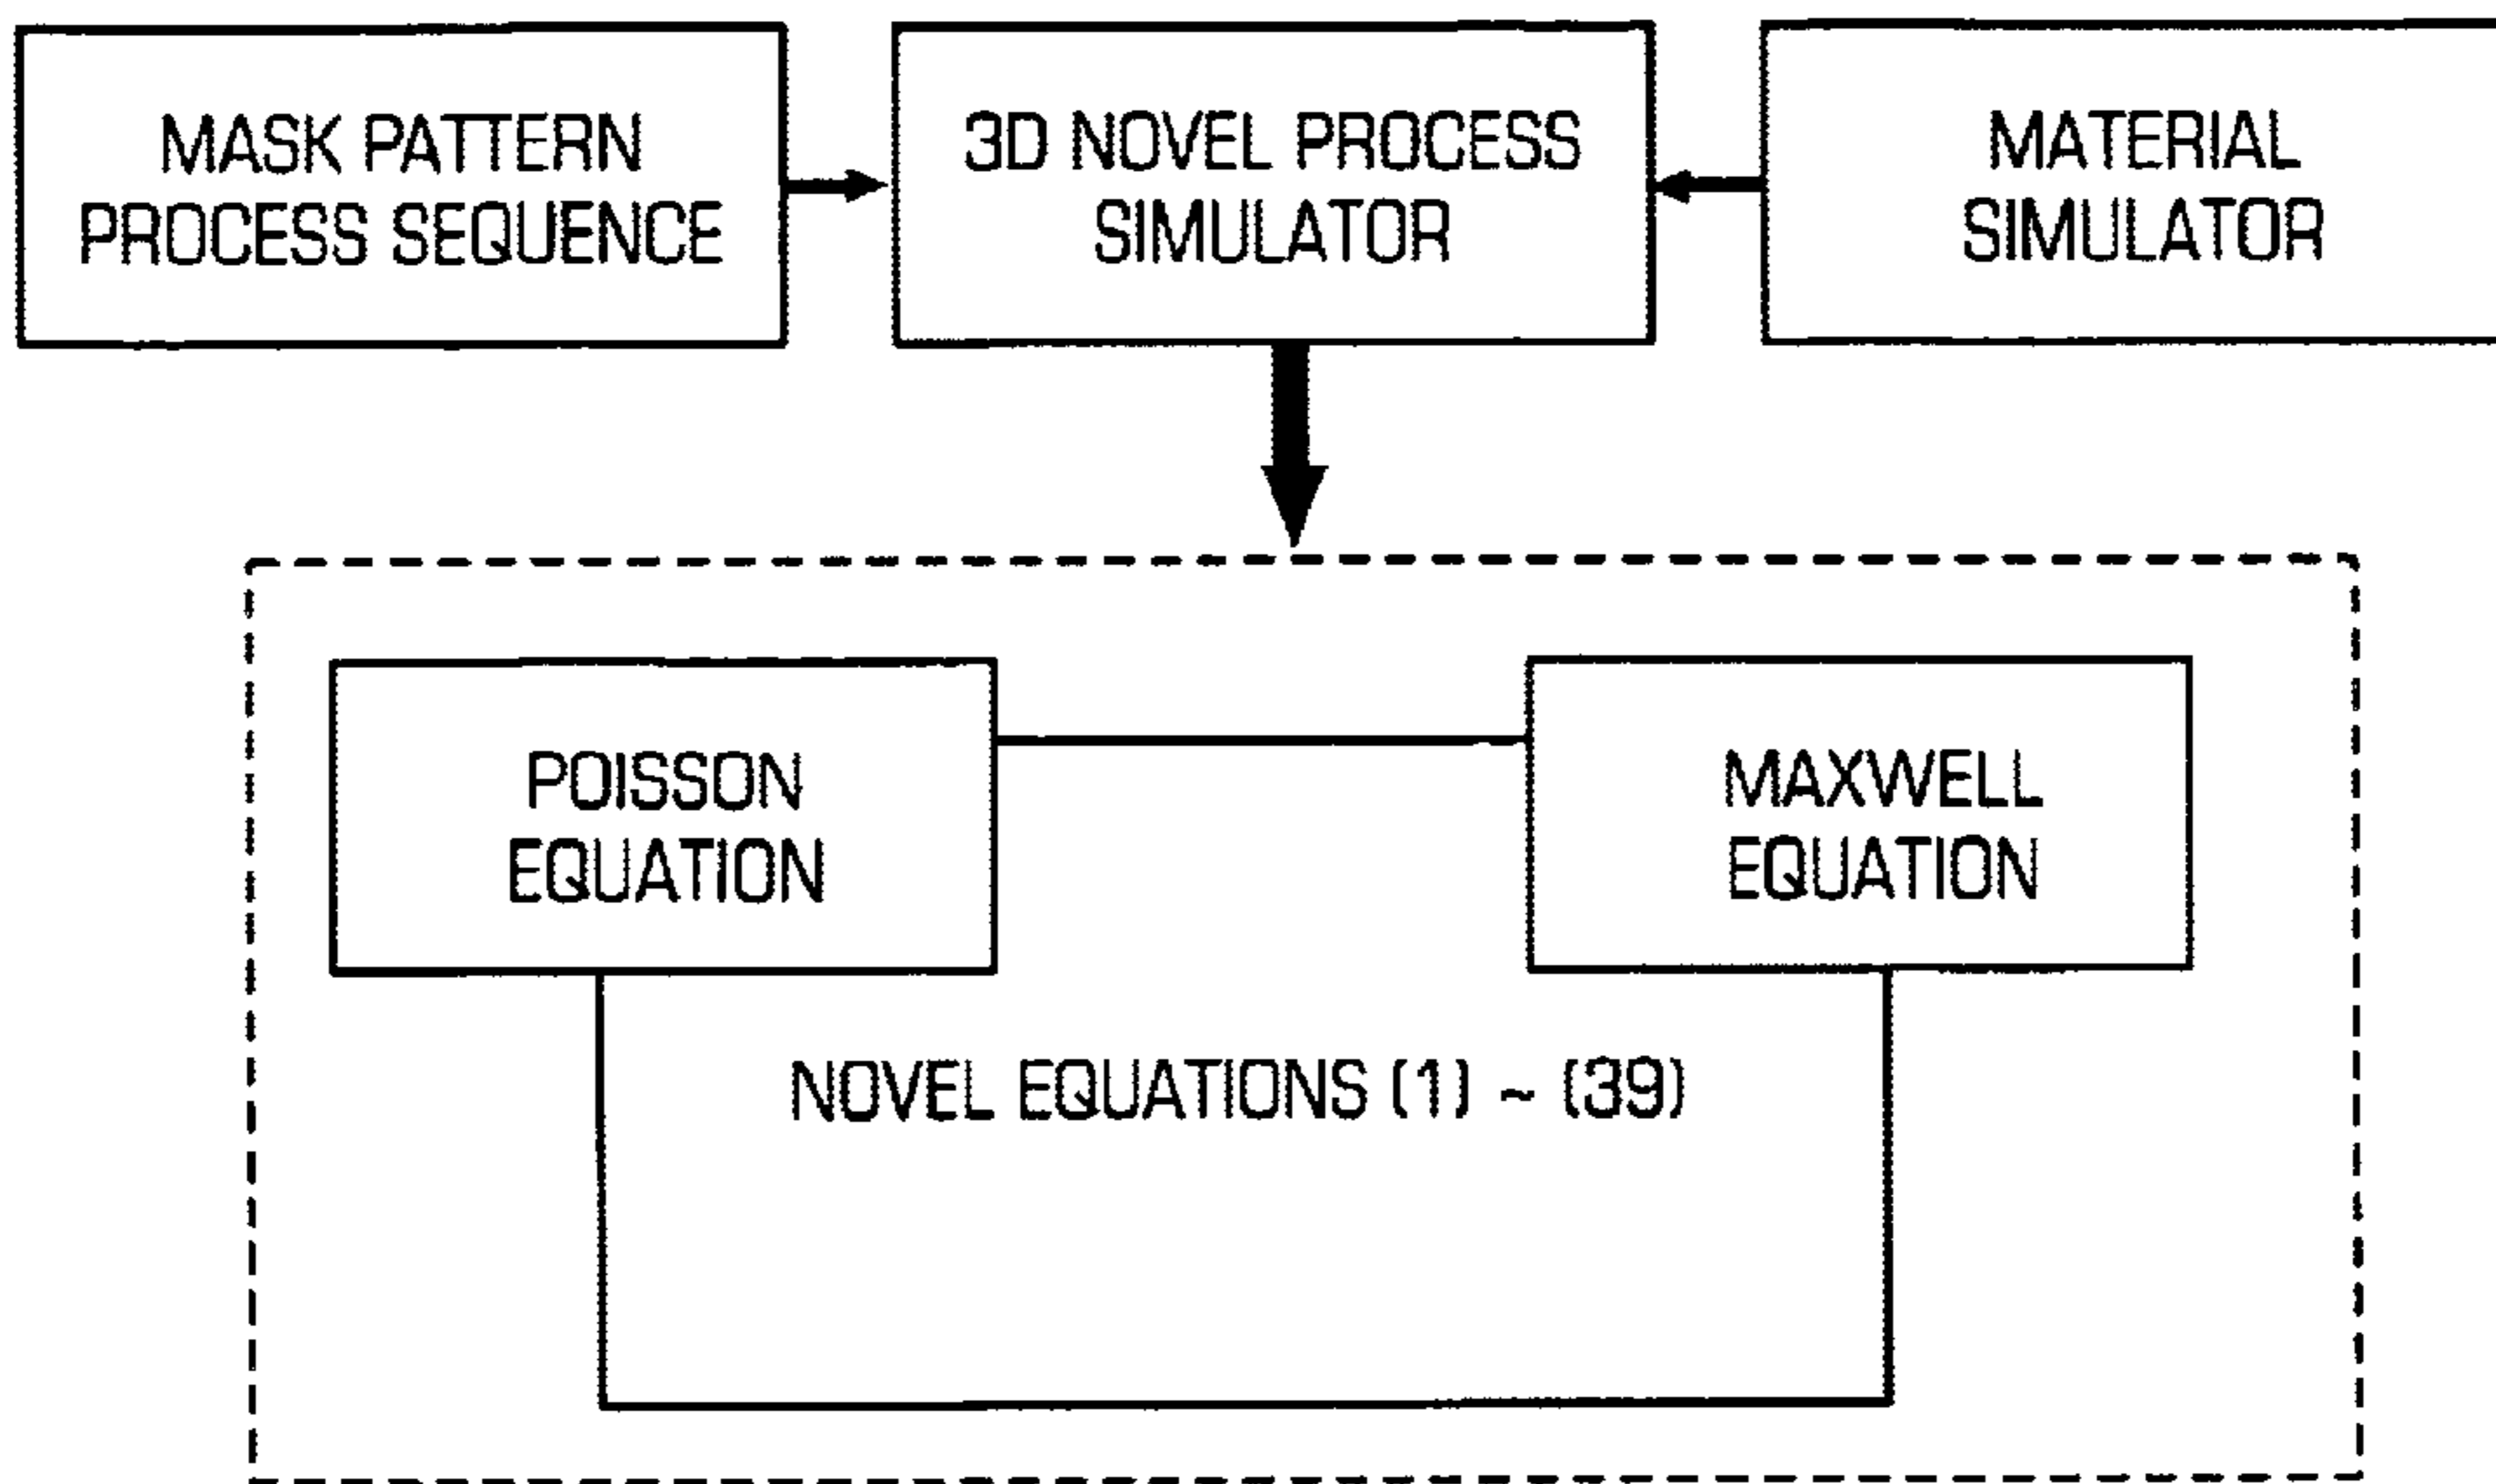 MASK PATTERN
PROCESS SEQUENCE
3D NOVEL PROCESS
SIMULATOR
MATERIAL
SIMULATOR
POISSON
EQUATION
MAXWELL
EQUATION
NOVEL EQUATIONS (1) ~ (39)